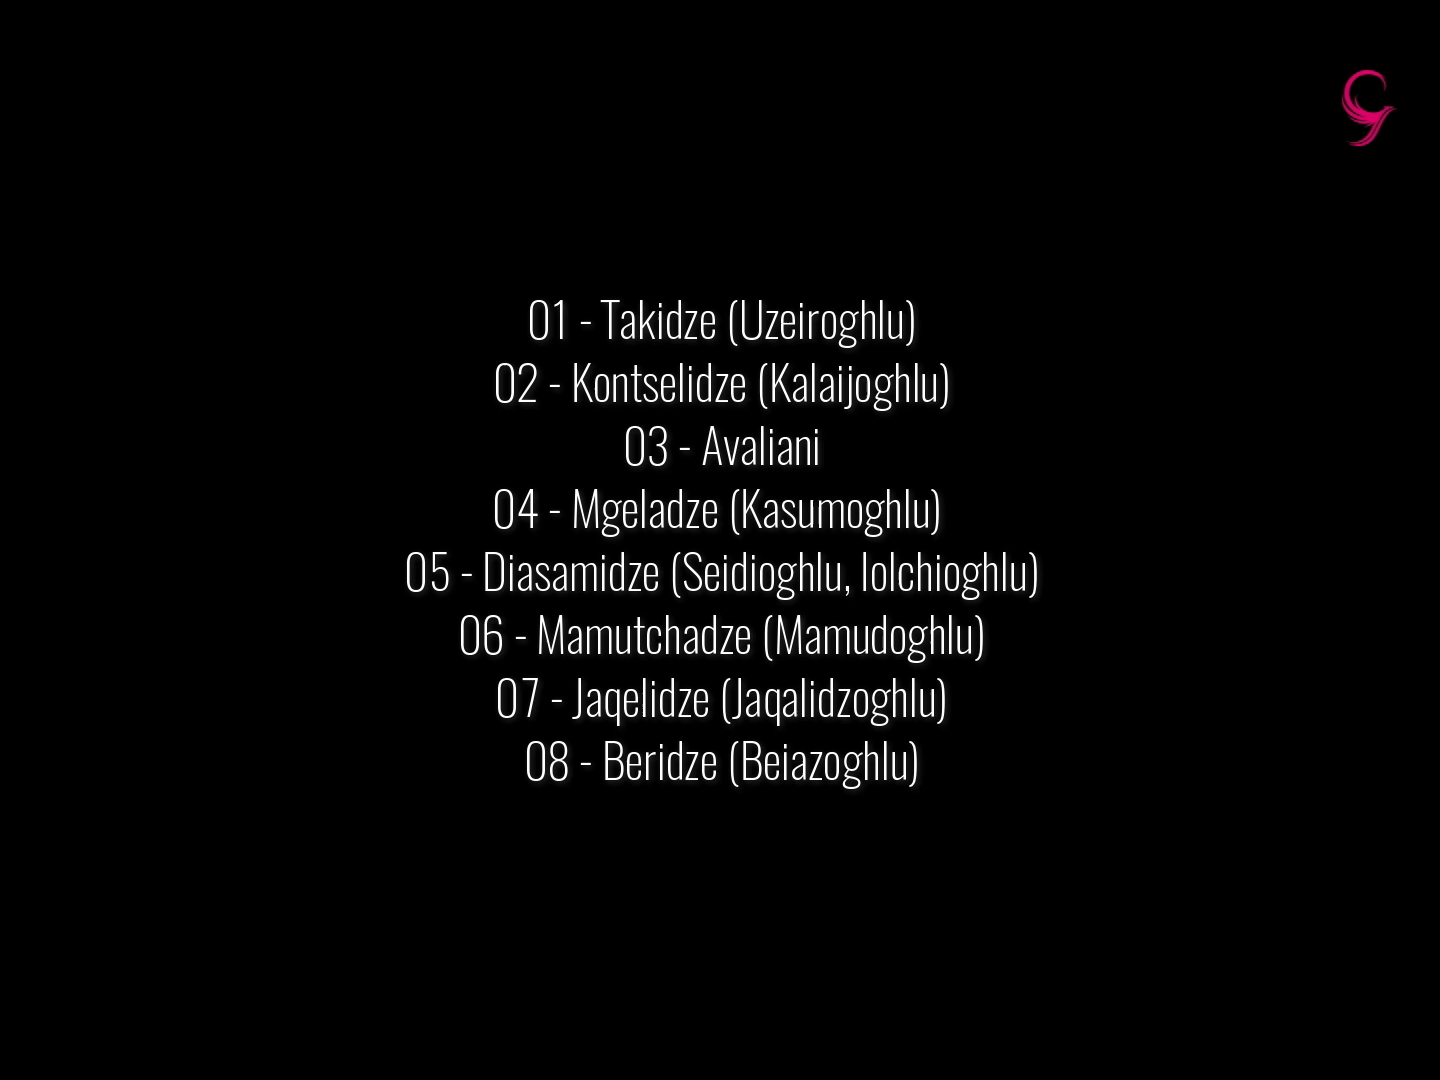 01 - Takidze (Uzeiroghlu)
02 - Kontselidze (Kalaijoghlu)
03 - Avaliani
04 - Mgeladze (Kasumoghlu)
05 - Diasamidze (Seidioghlu, Iolchioghlu)
06 - Mamutchadze (Mamudoghlu)
07 - Jaqelidze (Jaqalidzoghlu)
08 - Beridze (Beiazoghlu)